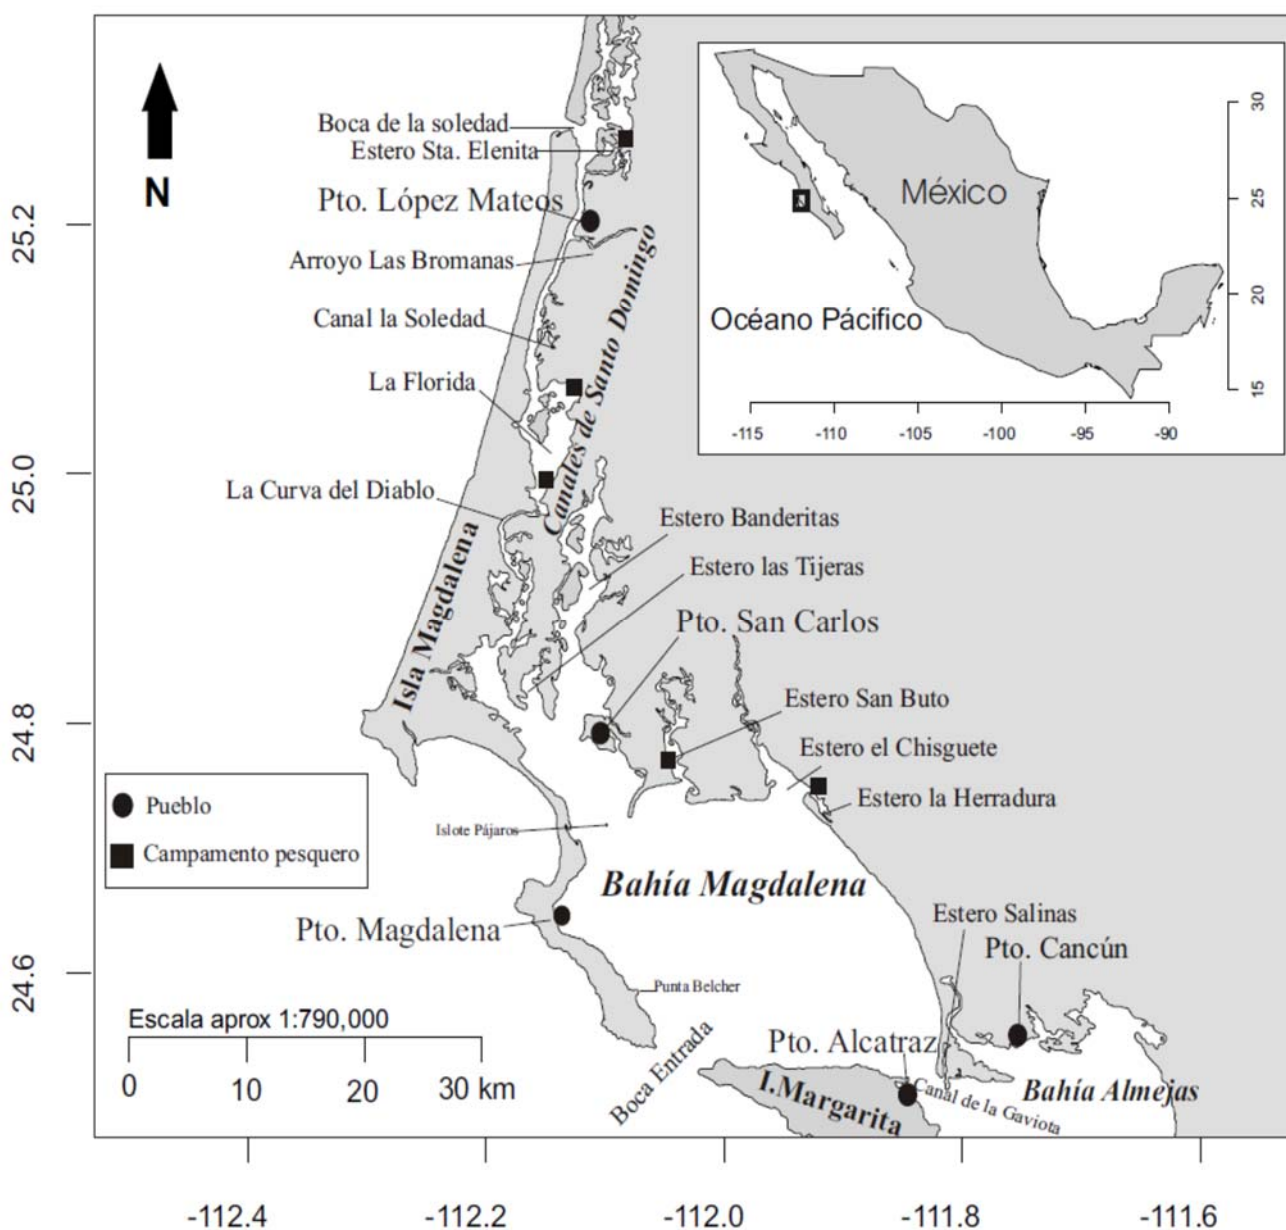 Boca de la soledad
Estero Sta. Elenita
N
Pto. López Mateos
Arroyo Las Bromanas
Canal la Soledad
La Florida
La Curva del Diablo
Canales de Santo Domingo
Isla Magdalena
Estero Banderitas
Estero las Tijeras
Pto. San Carlos
Estero San Buto
Estero el Chisguete
Estero la Herradura
Islote Pájaros
Bahía Magdalena
Pto. Magdalena
Estero Salinas
Pto. Cancún
Punta Belcher
Boca Entrada
Pto. Alcatraz
I.Margarita
Canal de la Gaviota
Bahía Almejas
Pueblo
Campamento pesquero
Escala aprox 1:790,000
0 10 20 30 km
México
Océano Pácifico
30
25
20
15
-115 -110 -105 -100 -95 -90
25.2
25.0
24.8
24.6
-112.4 -112.2 -112.0 -111.8 -111.6